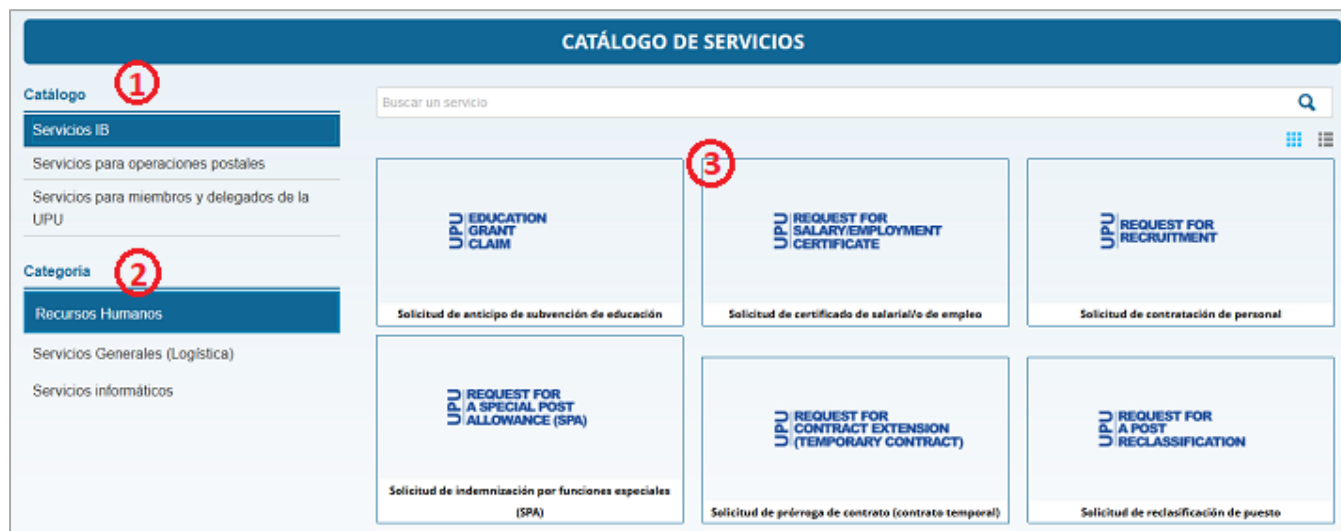 CATÁLOGO DE SERVICIOS
1
Catálogo
Servicios IB
Servicios para operaciones postales
Servicios para miembros y delegados de la
UPU
2
Categoría
Recursos Humanos
Servicios Generales (Logística)
Servicios informáticos
Buscar un servicio
3
UPU
EDUCATION
GRANT
CLAIM
Solicitud de anticipo de subvención de educación
UPU
REQUEST FOR
SALARY/EMPLOYMENT
CERTIFICATE
Solicitud de certificado de salarial/o de empleo
UPU
REQUEST FOR
RECRUITMENT
Solicitud de contratación de personal
UPU
REQUEST FOR
A SPECIAL POST
ALLOWANCE (SPA)
Solicitud de indemnización por funciones especiales
(SPA)
UPU
REQUEST FOR
CONTRACT EXTENSION
(TEMPORARY CONTRACT)
Solicitud de prórroga de contrato (contrato temporal)
UPU
REQUEST FOR
A POST
RECLASSIFICATION
Solicitud de reclasificación de puesto